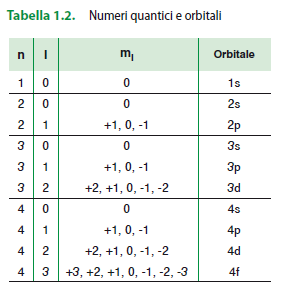 Tabella 1.2. Numeri quantici e orbitali
n l ml Orbitale
1 0 0 1s
2 0 0 2s
2 1 +1, 0, -1 2p
3 0 0 3s
3 1 +1, 0, -1 3p
3 2 +2, +1, 0, -1, -2 3d
4 0 0 4s
4 1 +1, 0, -1 4p
4 2 +2, +1, 0, -1, -2 4d
4 3 +3, +2, +1, 0, -1, -2, -3 4f